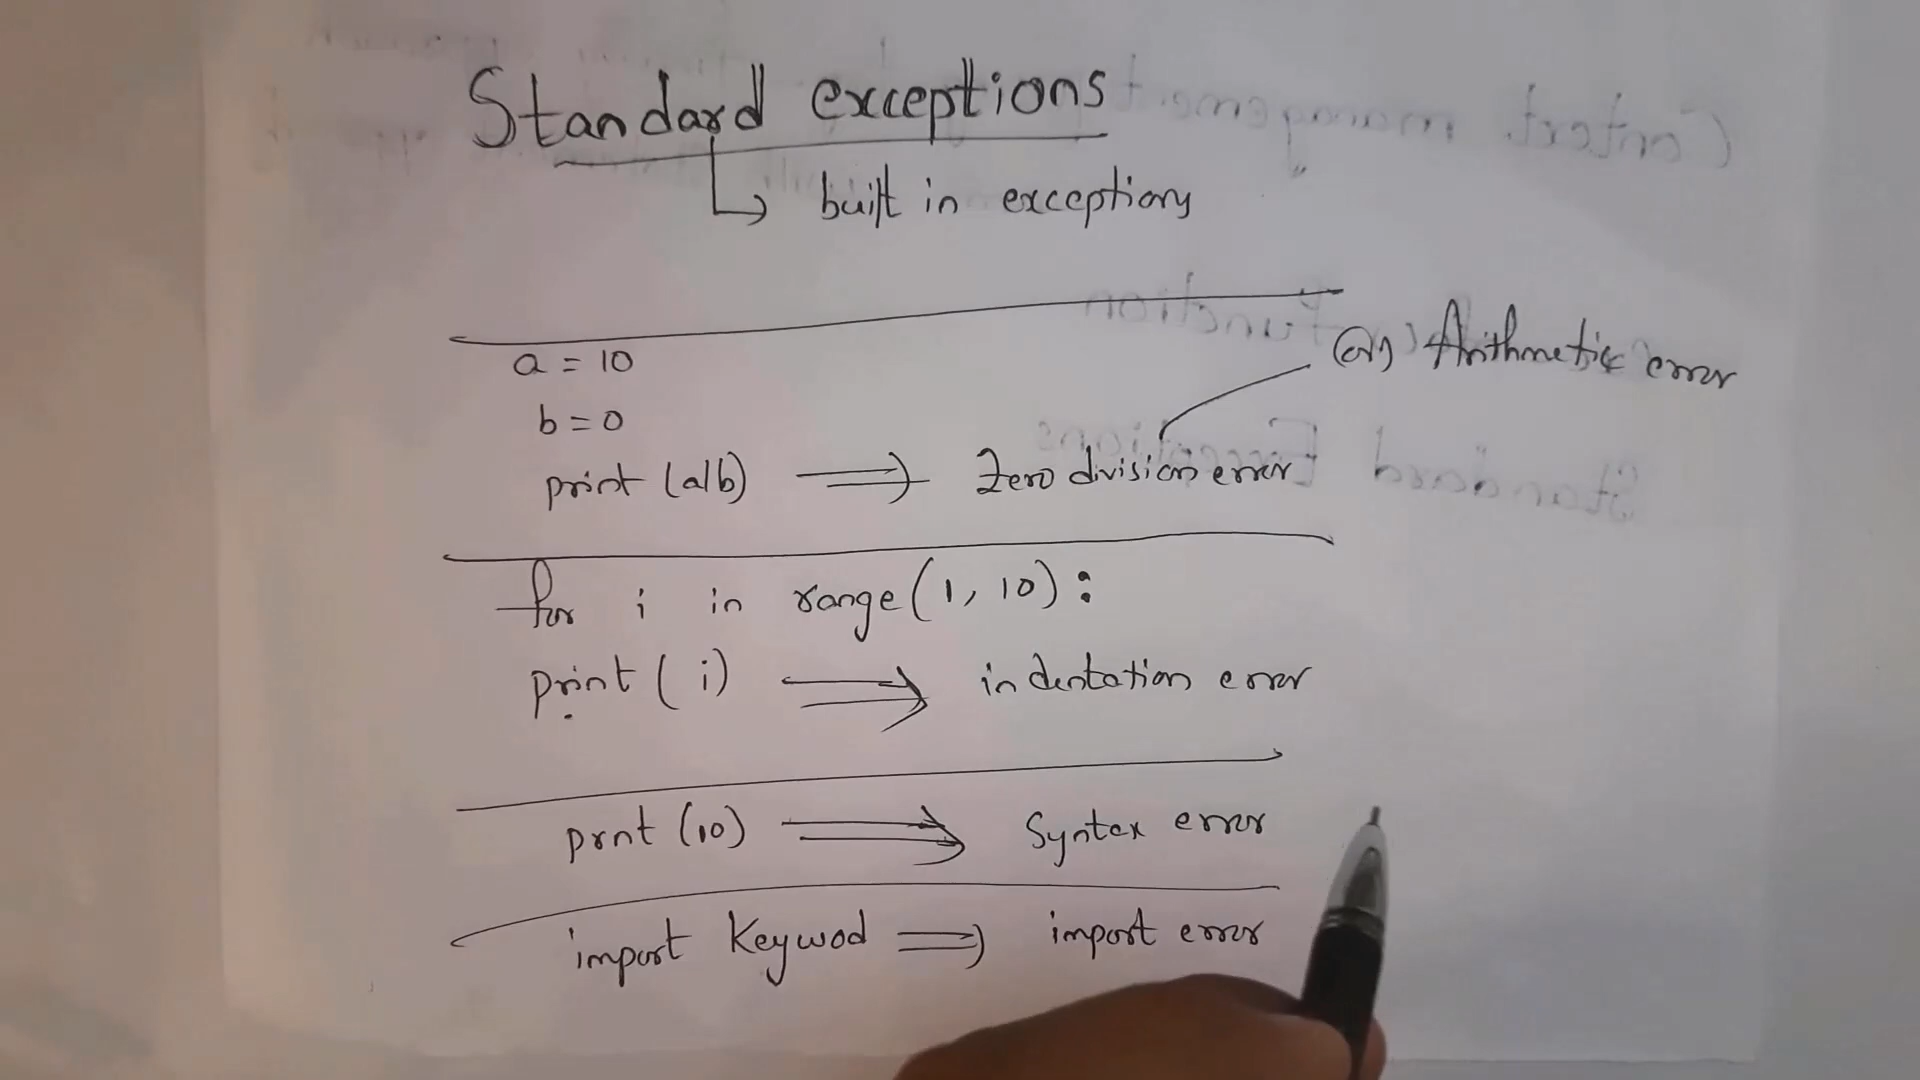 Standard exceptions
built in exceptions
a = 10
(or) Arithmetic error
b = 0
print (a/b) ⟹ Zero division error
for i in range (1, 10) :
print ( i ) ⟹ indentation error
prnt (10) ⟹ Syntax error
import Keywod ⟹ import error